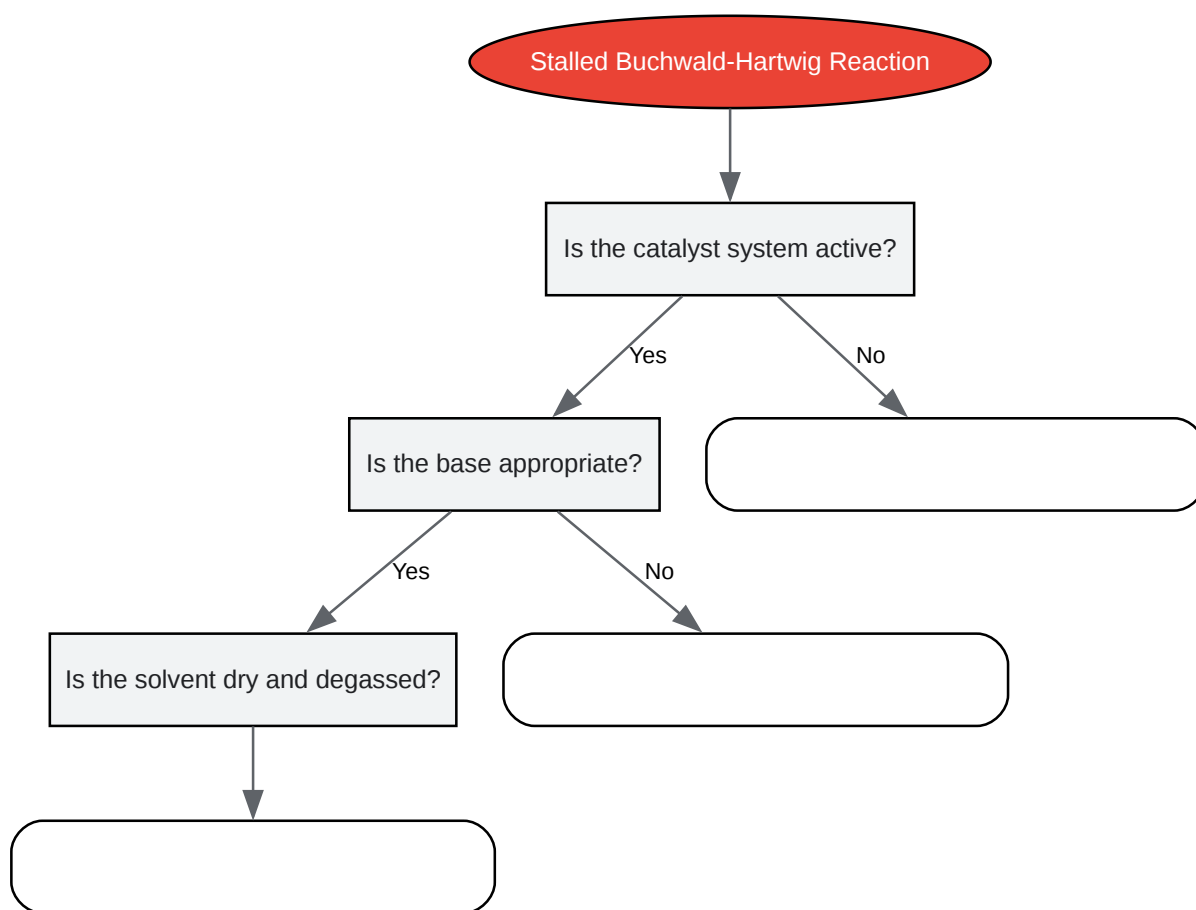 Stalled Buchwald-Hartwig Reaction
Is the catalyst system active?
Yes
No
Is the base appropriate?
Yes
No
Is the solvent dry and degassed?